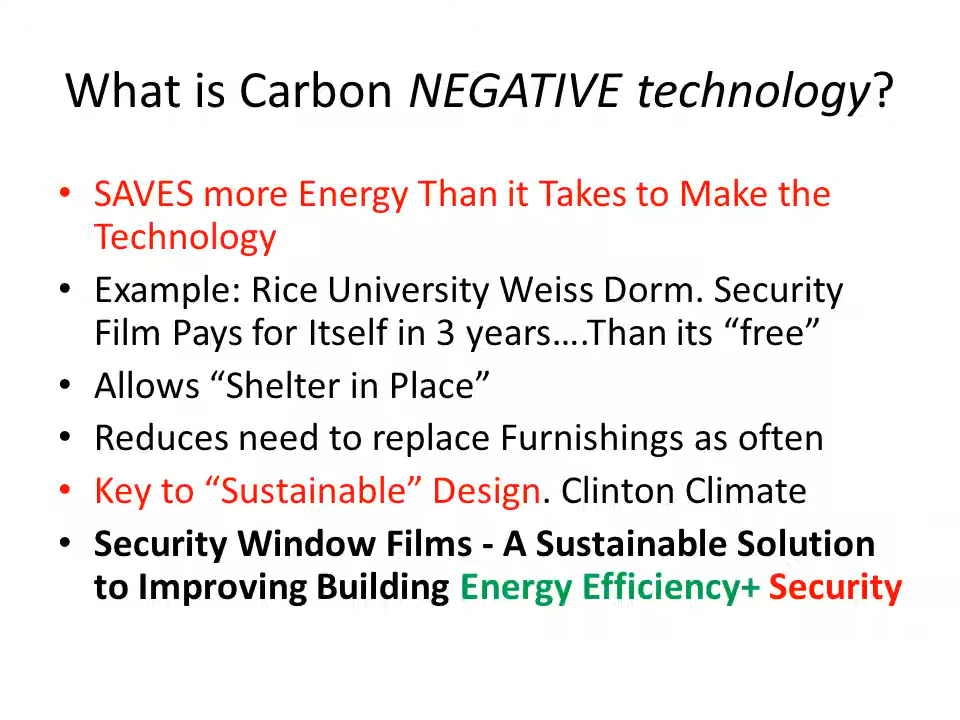 What is Carbon NEGATIVE technology?
• SAVES more Energy Than it Takes to Make the
Technology
• Example: Rice University Weiss Dorm. Security
Film Pays for Itself in 3 years….Than its “free”
• Allows “Shelter in Place”
• Reduces need to replace Furnishings as often
• Key to “Sustainable” Design. Clinton Climate
• Security Window Films - A Sustainable Solution
to Improving Building Energy Efficiency+ Security